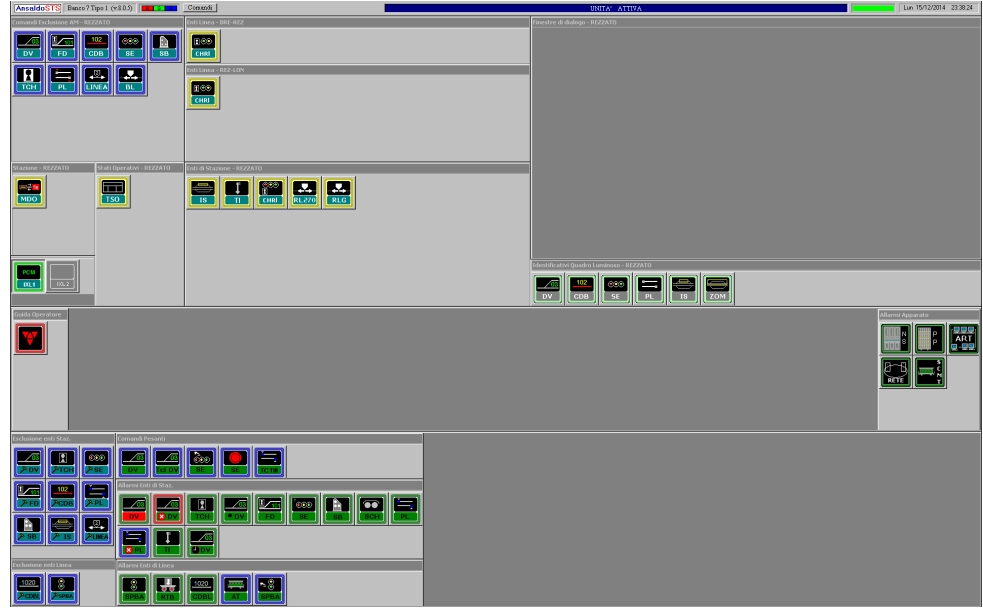 AnsaldoSTS Banco 7 Tipo 1 (v 8.0.5) R G B Comandi UNITA' ATTIVA Lun 15/12/2014 23:38:24
Comandi Esclusione AM - REZZATO
DV FD CDB SE SB
TCH PL LINEA BL
Enti Linea - BRE-REZ
CHRI
Enti Linea - REZ-LON
CHRI
Finestre di dialogo - REZZATO
Stazione - REZZATO
MDO
Stati Operativi - REZZATO
TSO
Enti di Stazione - REZZATO
IS TI CHRI RL270 RLG
PCM
IXL1 IXL2
Identificativi Quadro Luminoso - REZZATO
DV CDB SE PL IS ZOM
Guida Operatore
Allarmi Apparato
NS PP ART
RETE SCMT
Esclusione enti Staz.
DV TCH SE
FD CDB PL
SB IS LINEA
Comandi Pesanti
DV Tcl DV SE SE
Allarmi Enti di Staz.
DV DV TCH DV FD SE SB SCH PL
PL TI DV
Esclusione enti Linea
1020
CDBL SPBA
Allarmi Enti di Linea
1020
SPBA RTB CDBL AT SPBA